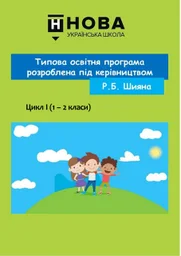 НОВА
УКРАЇНСЬКА ШКОЛА
Типова освітня програма
розроблена під керівництвом
Р.Б. Шияна
Цикл І (1 – 2 класи)